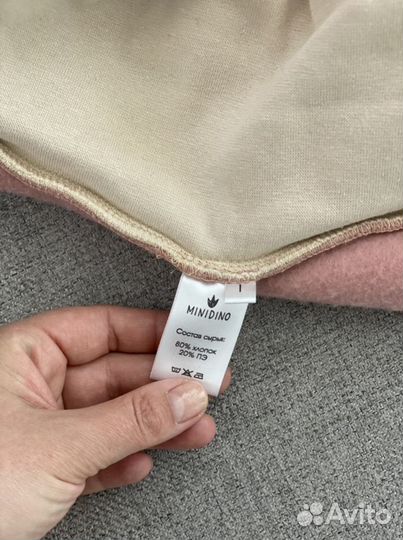 MINIDINO
Состав сырья:
80% хлопок
20% ПЭ
Avito